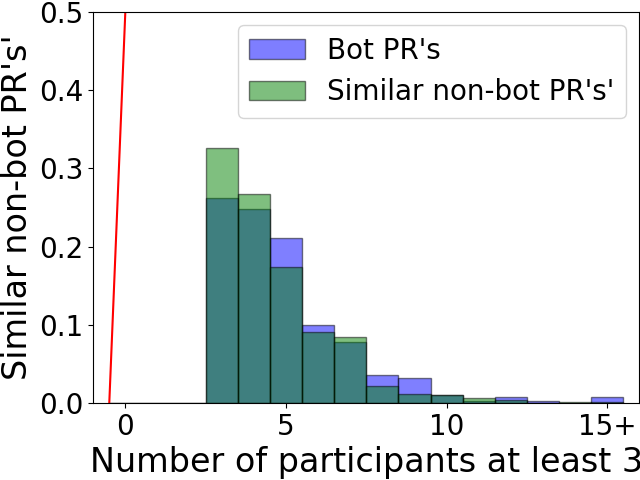 0.5
Bot PR's
Similar non-bot PR's'
0.4
0.3
0.2
0.1
0.0
Similar non-bot PR's'
0
5
10
15+
Number of participants at least 3